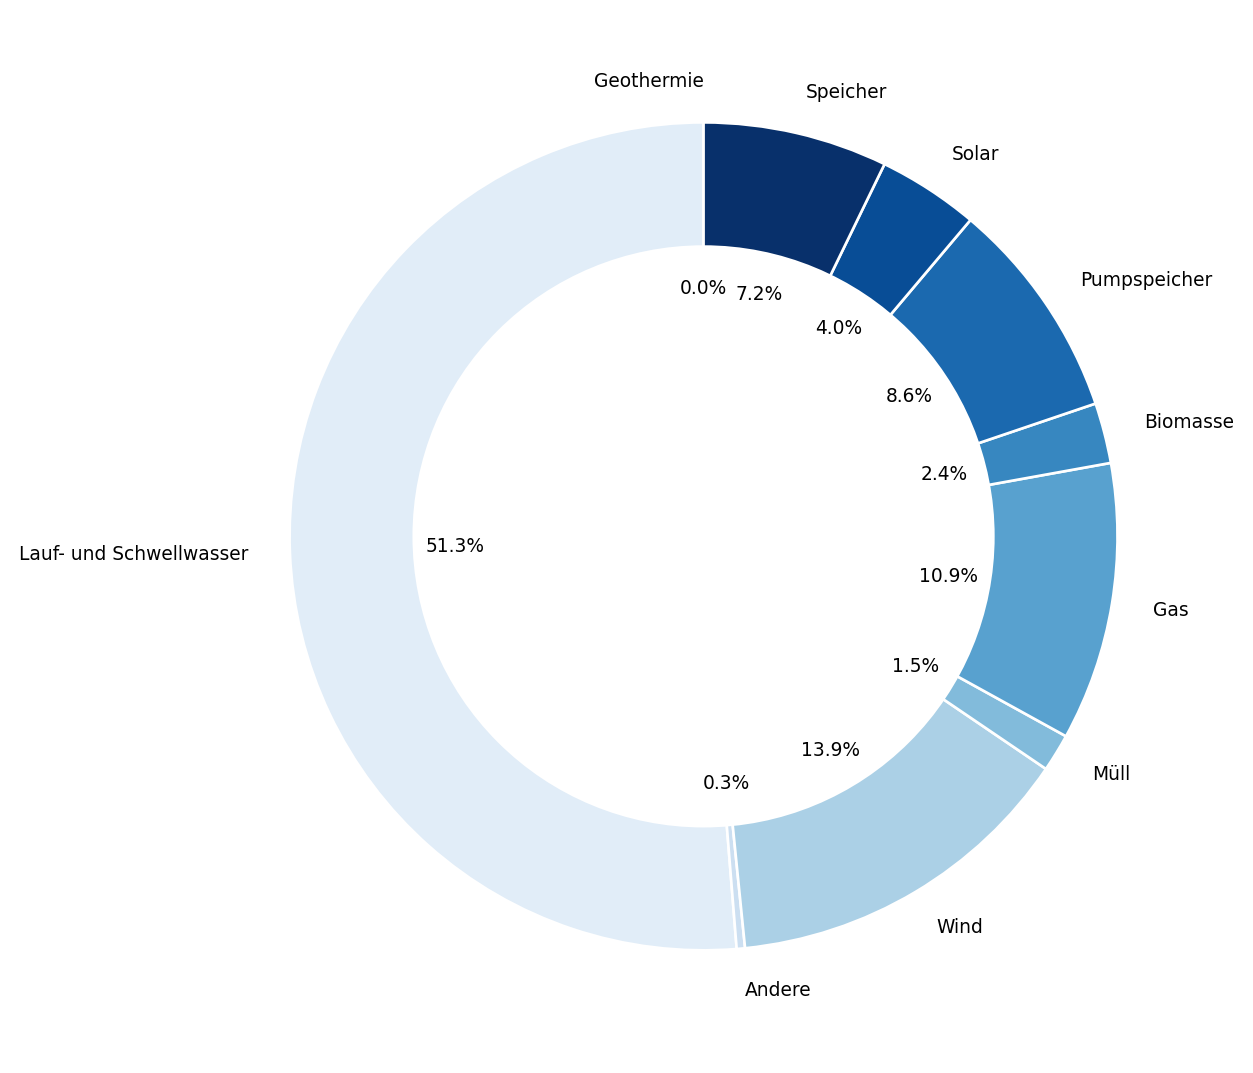 Geothermie
Speicher
Solar
Pumpspeicher
0.0%
7.2%
4.0%
8.6%
Biomasse
2.4%
Lauf- und Schwellwasser
51.3%
10.9%
Gas
1.5%
Müll
13.9%
0.3%
Wind
Andere